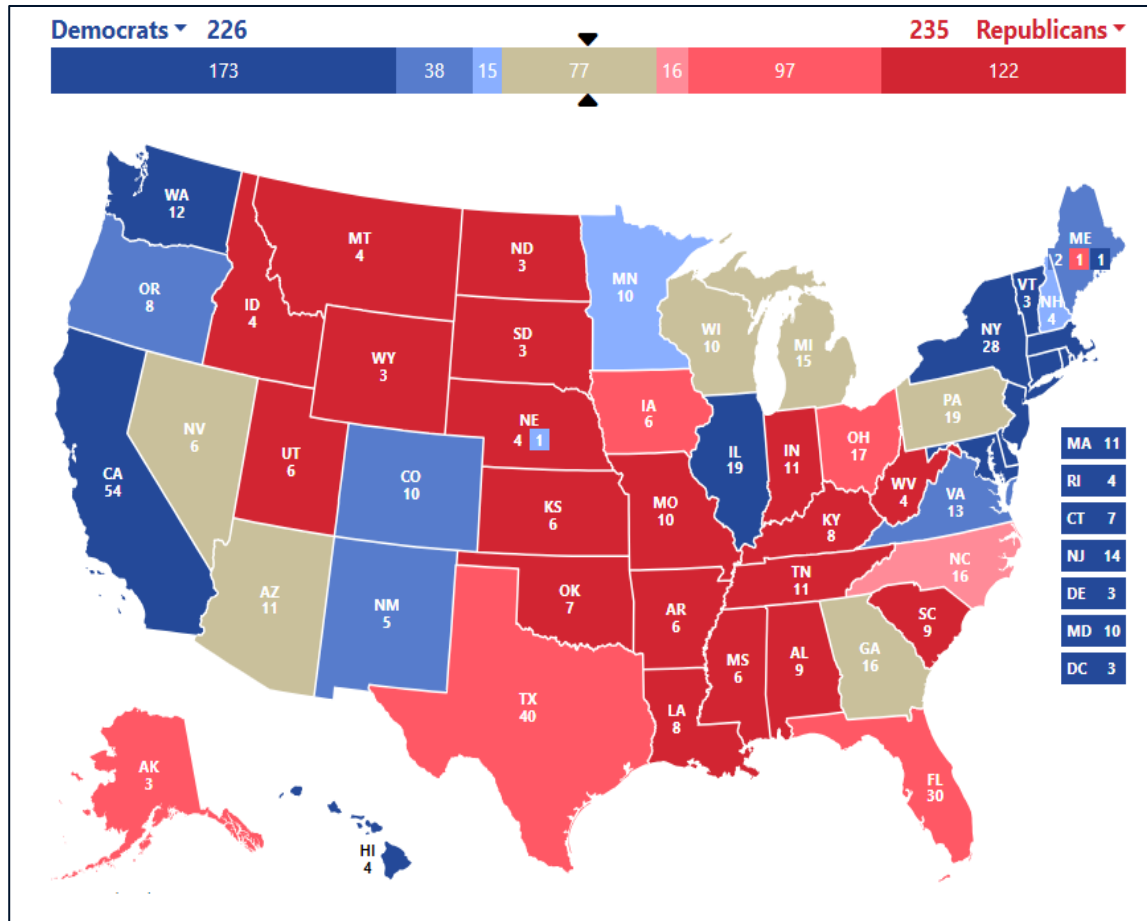 Democrats 226
235 Republicans
173 38 15 77 16 97 122
WA
12
OR
8
CA
54
NV
6
ID
4
MT
4
WY
3
UT
6
AZ
11
CO
10
NM
5
ND
3
SD
3
NE
4 1
KS
6
OK
7
TX
40
MN
10
IA
6
MO
10
AR
6
LA
8
WI
10
IL
19
MI
15
IN
11
OH
17
KY
8
TN
11
MS
6
AL
9
GA
16
FL
30
SC
9
NC
16
VA
13
WV
4
PA
19
NY
28
VT
3
NH
4
ME
2 1 1
MA 11
RI 4
CT 7
NJ 14
DE 3
MD 10
DC 3
AK
3
HI
4